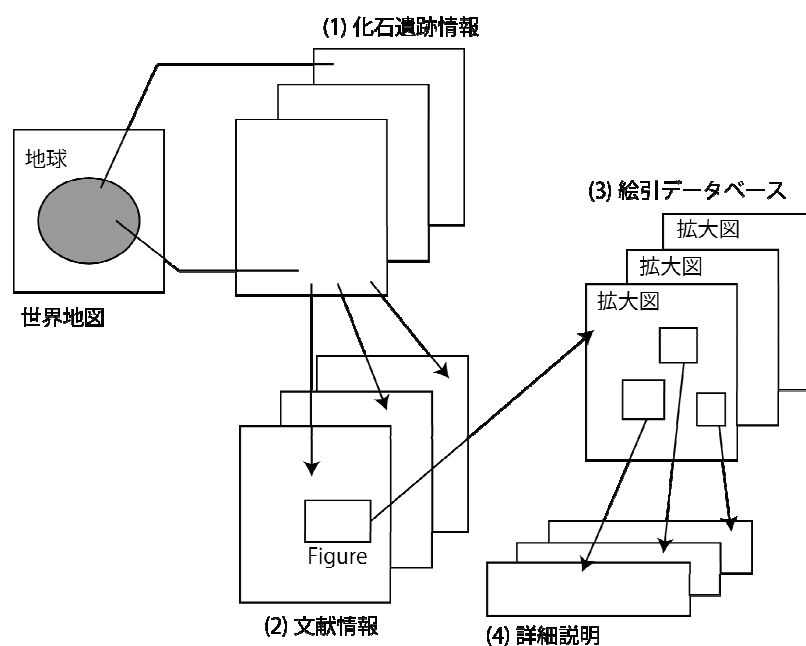 (1) 化石遺跡情報
地球
世界地図
(3) 絵引データベース
拡大図
拡大図
拡大図
Figure
(2) 文献情報
(4) 詳細説明